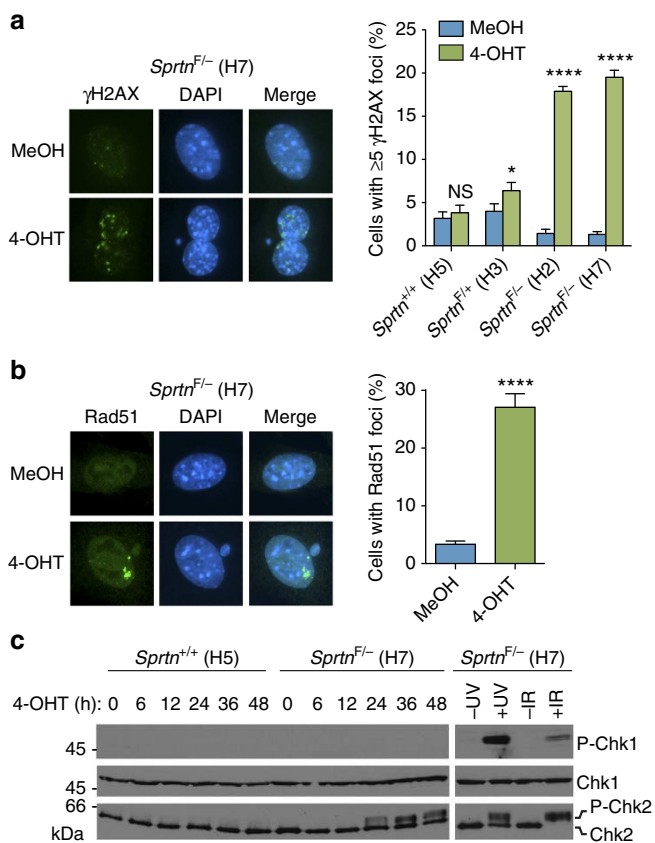 a
Sprtn^F/– (H7)
γH2AX DAPI Merge
MeOH
4-OHT
MeOH
4-OHT
Cells with ≥5 γH2AX foci (%)
25
20
15
10
5
0
NS
*
****
****
Sprtn^+/+ (H5)
Sprtn^F/+ (H3)
Sprtn^F/– (H2)
Sprtn^F/– (H7)
b
Sprtn^F/– (H7)
Rad51 DAPI Merge
MeOH
4-OHT
Cells with Rad51 foci (%)
30
20
10
0
****
MeOH
4-OHT
c
Sprtn^+/+ (H5) Sprtn^F/– (H7) Sprtn^F/– (H7)
4-OHT (h): 0 6 12 24 36 48 0 6 12 24 36 48 –UV +UV –IR +IR
45 P-Chk1
45 Chk1
66 P-Chk2
kDa Chk2